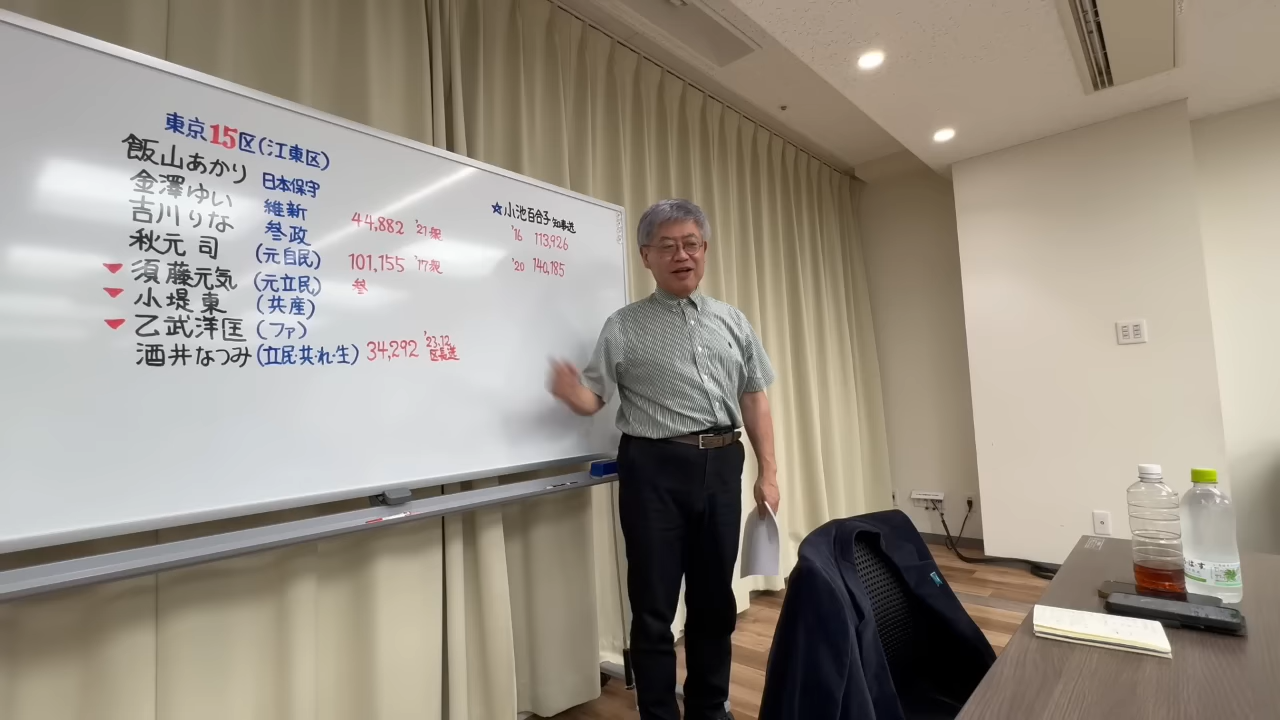 東京15区(江東区)
飯山あかり 日本保守
金澤ゆい 維新 44,882 '21衆
吉川りな 参政
秋元司 (元自民) 101,155 '17衆
須藤元気 (元立民) 参
小堤東 (共産)
乙武洋匡 (ファ)
酒井なつみ (立民 共・れ・生) 34,292 '23.12 区長選
☆小池百合子 知事選
'16 113,926
'20 140,185